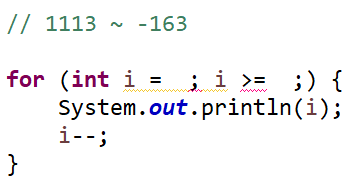 // 1113 ~ -163
for (int i =  ; i >=  ;) {
System.out.println(i);
i--;
}